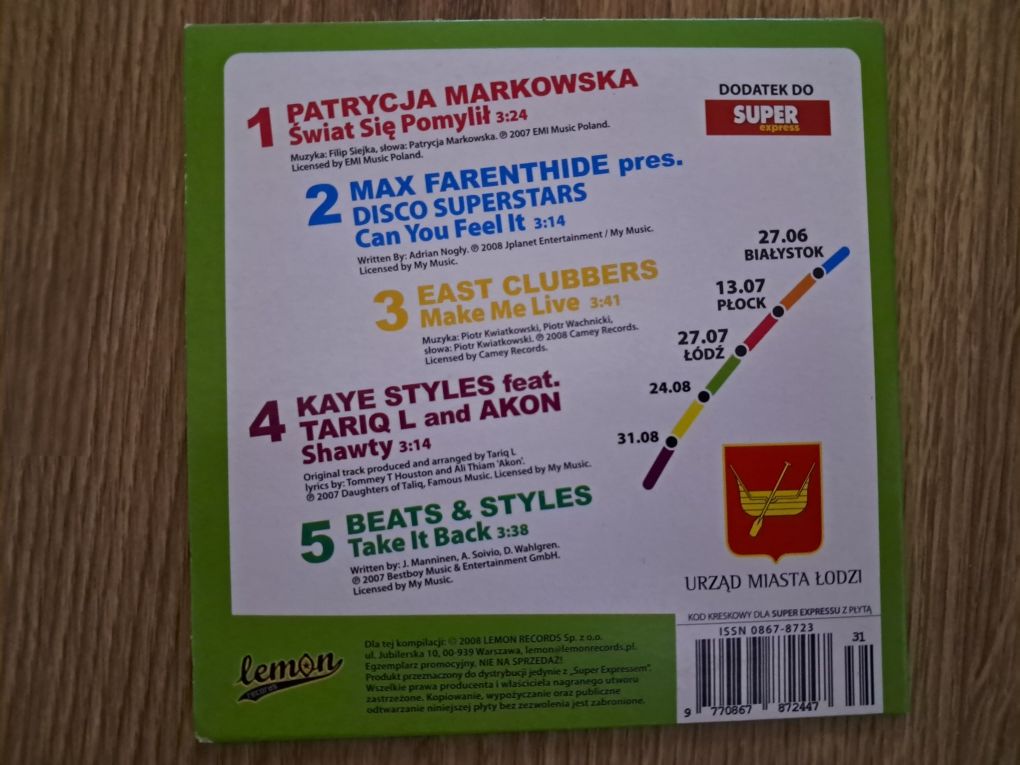 1 PATRYCJA MARKOWSKA
Świat Się Pomylił 3:24
Muzyka: Filip Siejka, słowa: Patrycja Markowska. ℗ 2007 EMI Music Poland.
Licensed by EMI Music Poland.
2 MAX FARENTHIDE pres.
DISCO SUPERSTARS
Can You Feel It 3:14
Written By: Adrian Nogły. ℗ 2008 Jplanet Entertainment / My Music.
Licensed by My Music.
3 EAST CLUBBERS
Make Me Live 3:41
Muzyka: Piotr Kwiatkowski, Piotr Wachnicki,
słowa: Piotr Kwiatkowski. ℗ 2008 Camey Records.
Licensed by Camey Records.
4 KAYE STYLES feat.
TARIQ L and AKON
Shawty 3:14
Original track produced and arranged by Tariq L
lyrics by: Tommey T Houston and Ali Thiam 'Akon'.
℗ 2007 Daughters of Taliq, Famous Music. Licensed by My Music.
5 BEATS & STYLES
Take It Back 3:38
Written by: J. Manninen, A. Soivio, D. Wahlgren.
℗ 2007 Bestboy Music & Entertainment GmbH.
Licensed by My Music.
DODATEK DO
SUPER
express
27.06
BIAŁYSTOK
13.07
PŁOCK
27.07
ŁÓDŹ
24.08
31.08
URZĄD MIASTA ŁODZI
KOD KRESKOWY DLA SUPER EXPRESSU Z PŁYTĄ
ISSN 0867-8723
31
9 770867 872447
lemon
records
Dla tej kompilacji: © 2008 LEMON RECORDS Sp. z o.o.
ul. Jubilerska 10, 00-939 Warszawa, lemon@lemonrecords.pl.
Egzemplarz promocyjny, NIE NA SPRZEDAŻ!
Produkt przeznaczony do dystrybucji jedynie z „Super Expressem”.
Wszelkie prawa producenta i właściciela nagranego utworu
zastrzeżone. Kopiowanie, wypożyczanie oraz publiczne
odtwarzanie niniejszej płyty bez zezwolenia jest zabronione.